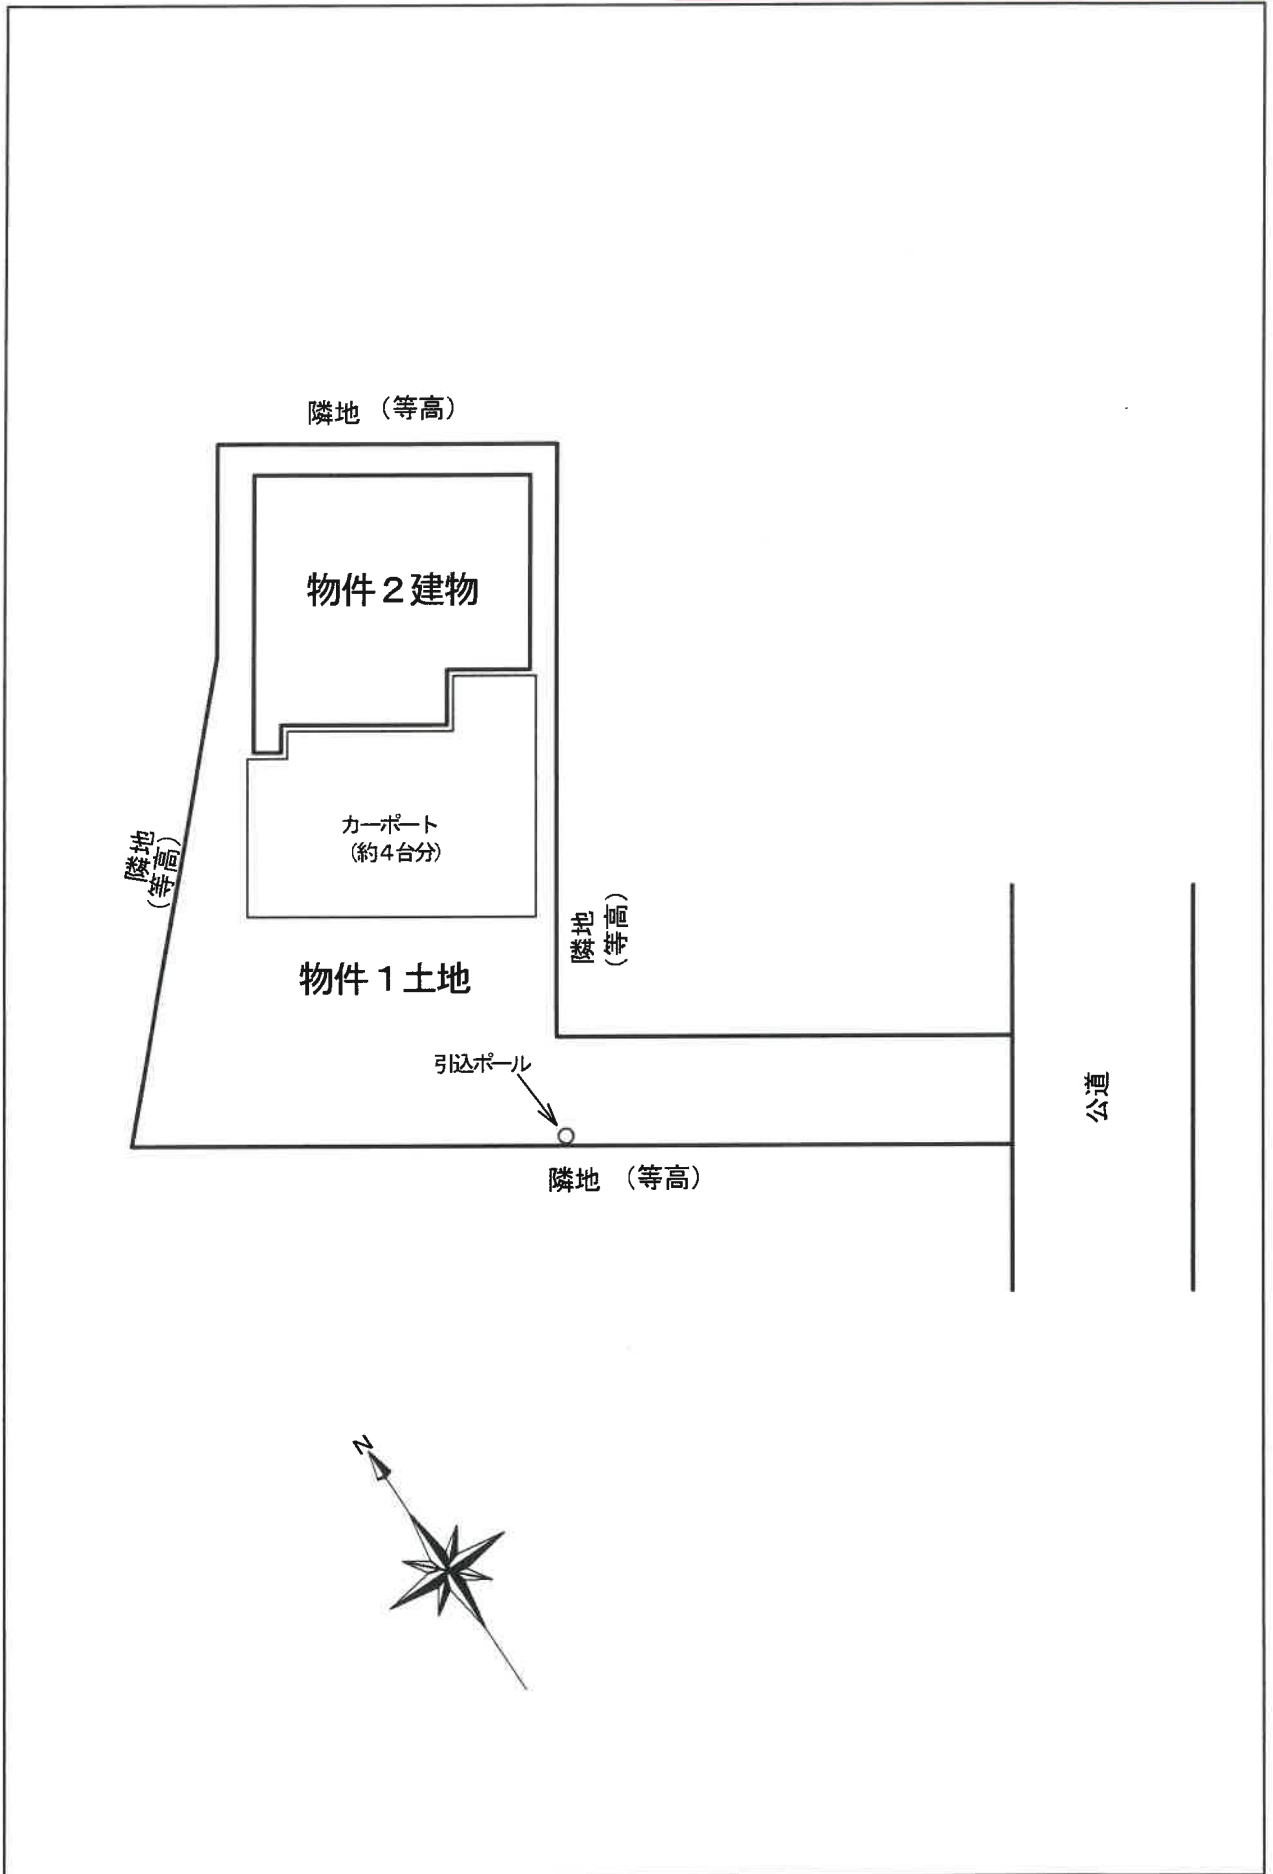 隣地 （等高）
物件２建物
カーポート
(約４台分)
隣地
(等高)
隣地
(等高)
物件１土地
引込ポール
公道
隣地 （等高）
N